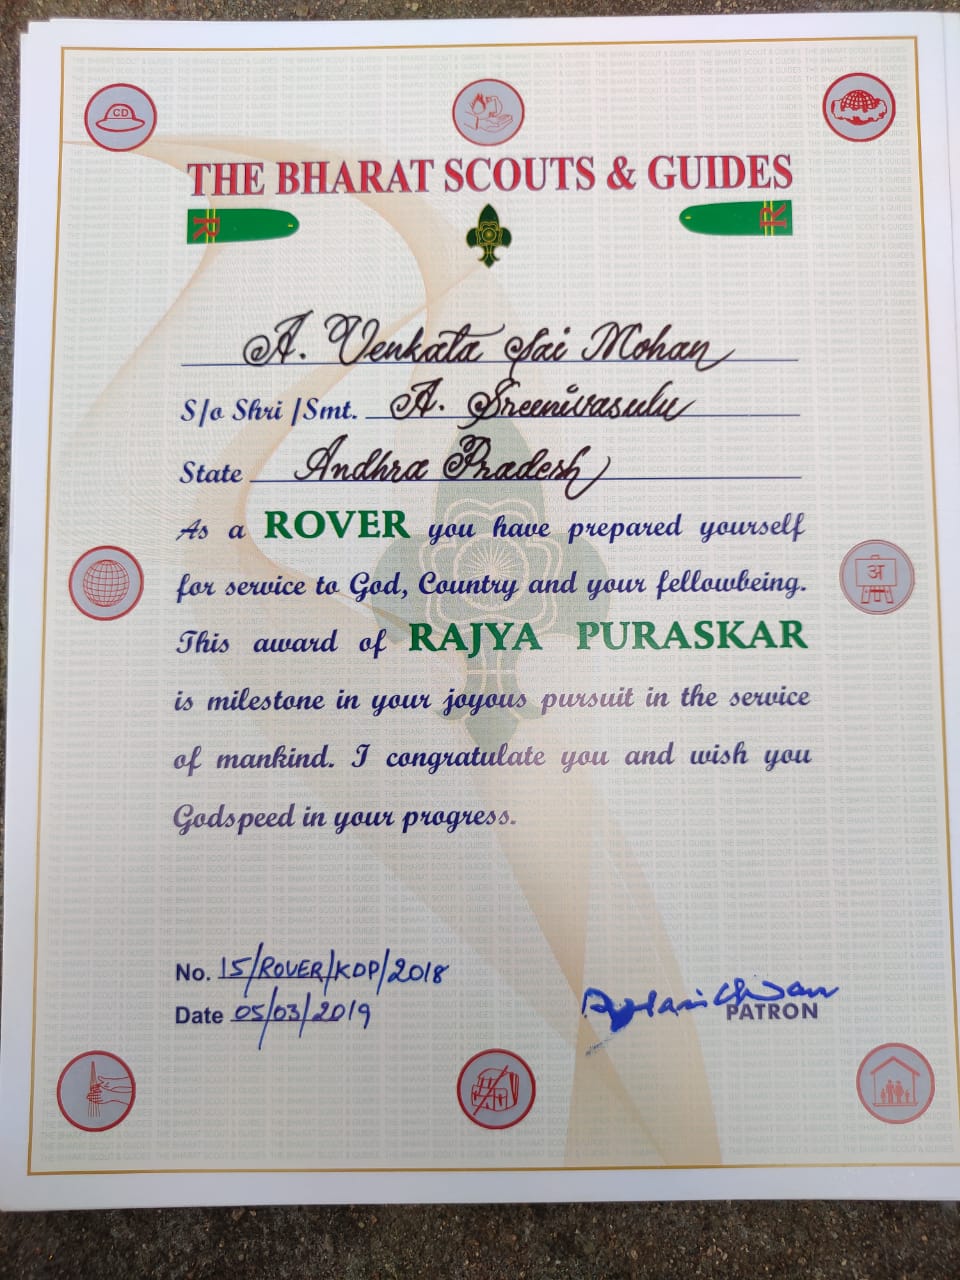 CD
THE BHARAT SCOUTS & GUIDES
R R
A. Venkata Sai Mohan
S/o Shri /Smt. A. Sreenivasulu
State Andhra Pradesh
As a ROVER you have prepared yourself
for service to God, Country and your fellowbeing.
अ
This award of RAJYA PURASKAR
is milestone in your joyous pursuit in the service
of mankind. I congratulate you and wish you
Godspeed in your progress.
No. 15/ROVER/KDP/2018
Date 05/03/2019
PATRON